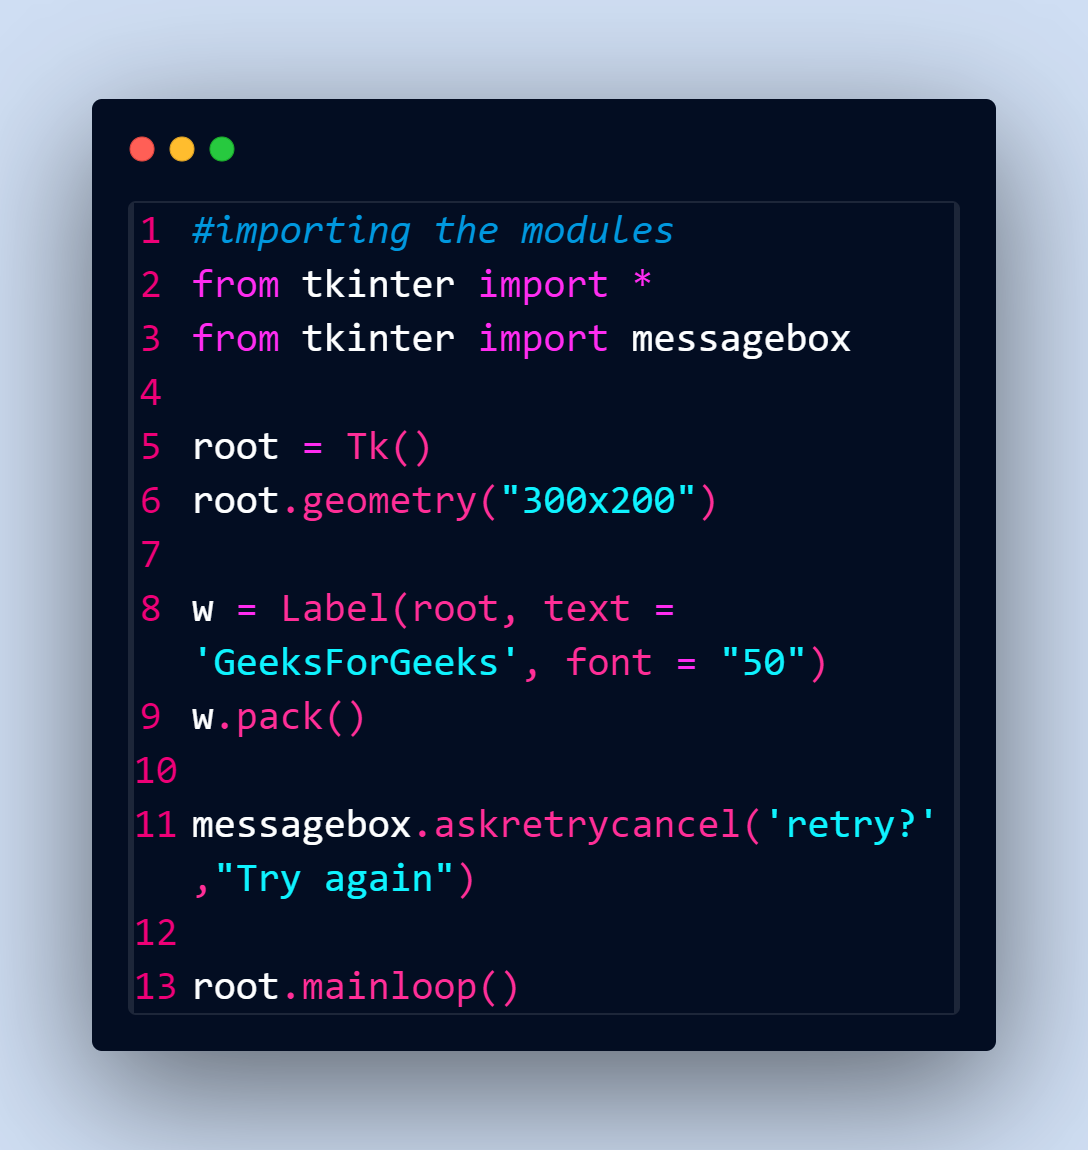 1 #importing the modules
2 from tkinter import *
3 from tkinter import messagebox
4
5 root = Tk()
6 root.geometry("300x200")
7
8 w = Label(root, text =
'GeeksForGeeks', font = "50")
9 w.pack()
10
11 messagebox.askretrycancel('retry?'
,"Try again")
12
13 root.mainloop()